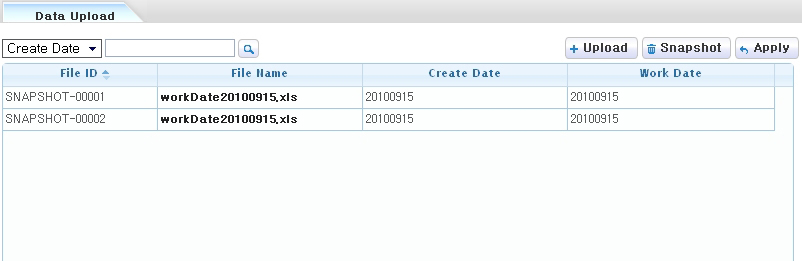 Data Upload
Create Date Upload Snapshot Apply
File ID File Name Create Date Work Date
SNAPSHOT-00001 workDate20100915.xls 20100915 20100915
SNAPSHOT-00002 workDate20100915.xls 20100915 20100915